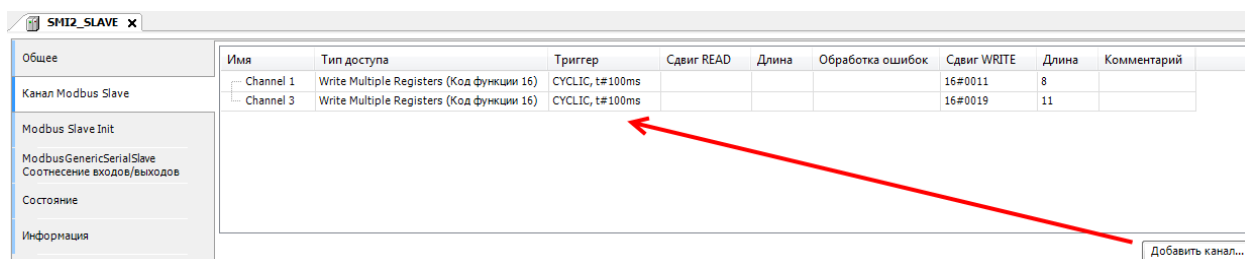 SMI2_SLAVE X
Общее
Канал Modbus Slave
Modbus Slave Init
ModbusGenericSerialSlave
Соотнесение входов/выходов
Состояние
Информация
Имя Тип доступа Триггер Сдвиг READ Длина Обработка ошибок Сдвиг WRITE Длина Комментарий
Channel 1 Write Multiple Registers (Код функции 16) CYCLIC, t#100ms 16#0011 8
Channel 3 Write Multiple Registers (Код функции 16) CYCLIC, t#100ms 16#0019 11
Добавить канал...